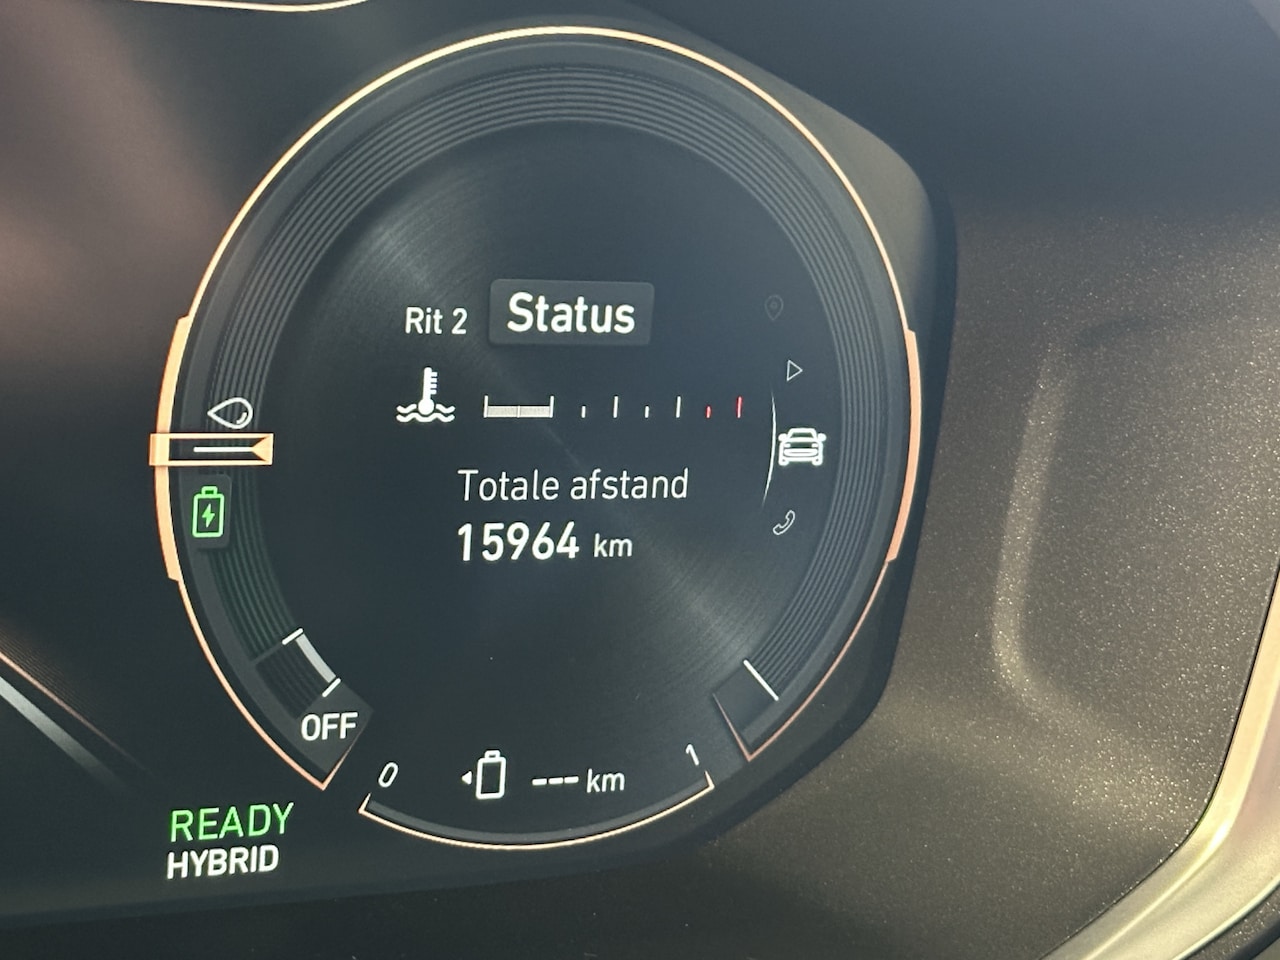 Rit 2 Status
Totale afstand
15964 km
OFF
0 1
--- km
READY
HYBRID